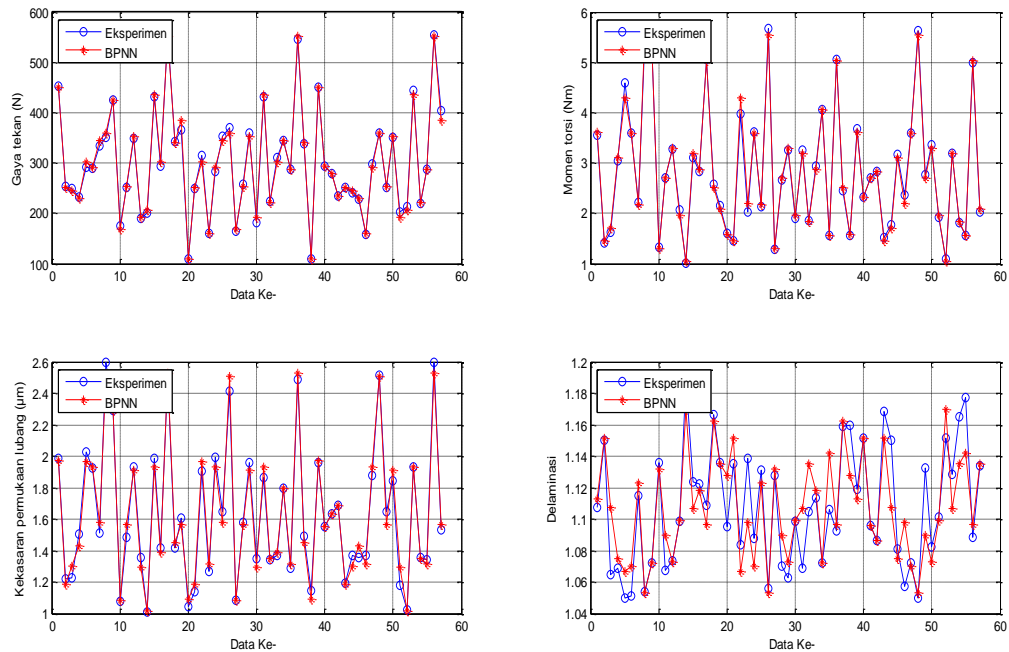 600
500
400
300
200
100
0 10 20 30 40 50 60
Gaya tekan (N)
Data Ke-
Eksperimen
BPNN
6
5
4
3
2
1
0 10 20 30 40 50 60
Momen torsi (Nm)
Data Ke-
Eksperimen
BPNN
2.6
2.4
2.2
2
1.8
1.6
1.4
1.2
1
0 10 20 30 40 50 60
Kekasaran permukaan lubang (µm)
Data Ke-
Eksperimen
BPNN
1.2
1.18
1.16
1.14
1.12
1.1
1.08
1.06
1.04
0 10 20 30 40 50 60
Delaminasi
Data Ke-
Eksperimen
BPNN